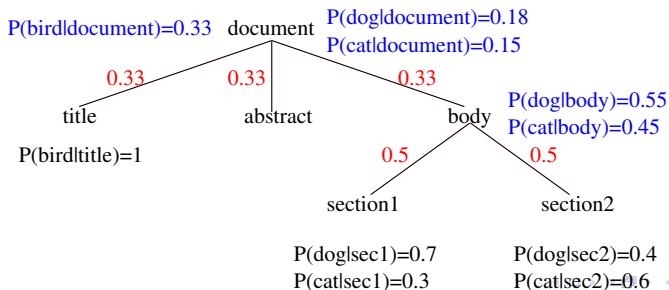 P(bird|document)=0.33 document P(dog|document)=0.18
P(cat|document)=0.15
0.33 0.33 0.33
title abstract body P(dog|body)=0.55
P(cat|body)=0.45
P(bird|title)=1
0.5 0.5
section1 section2
P(dog|sec1)=0.7 P(dog|sec2)=0.4
P(cat|sec1)=0.3 P(cat|sec2)=0.6